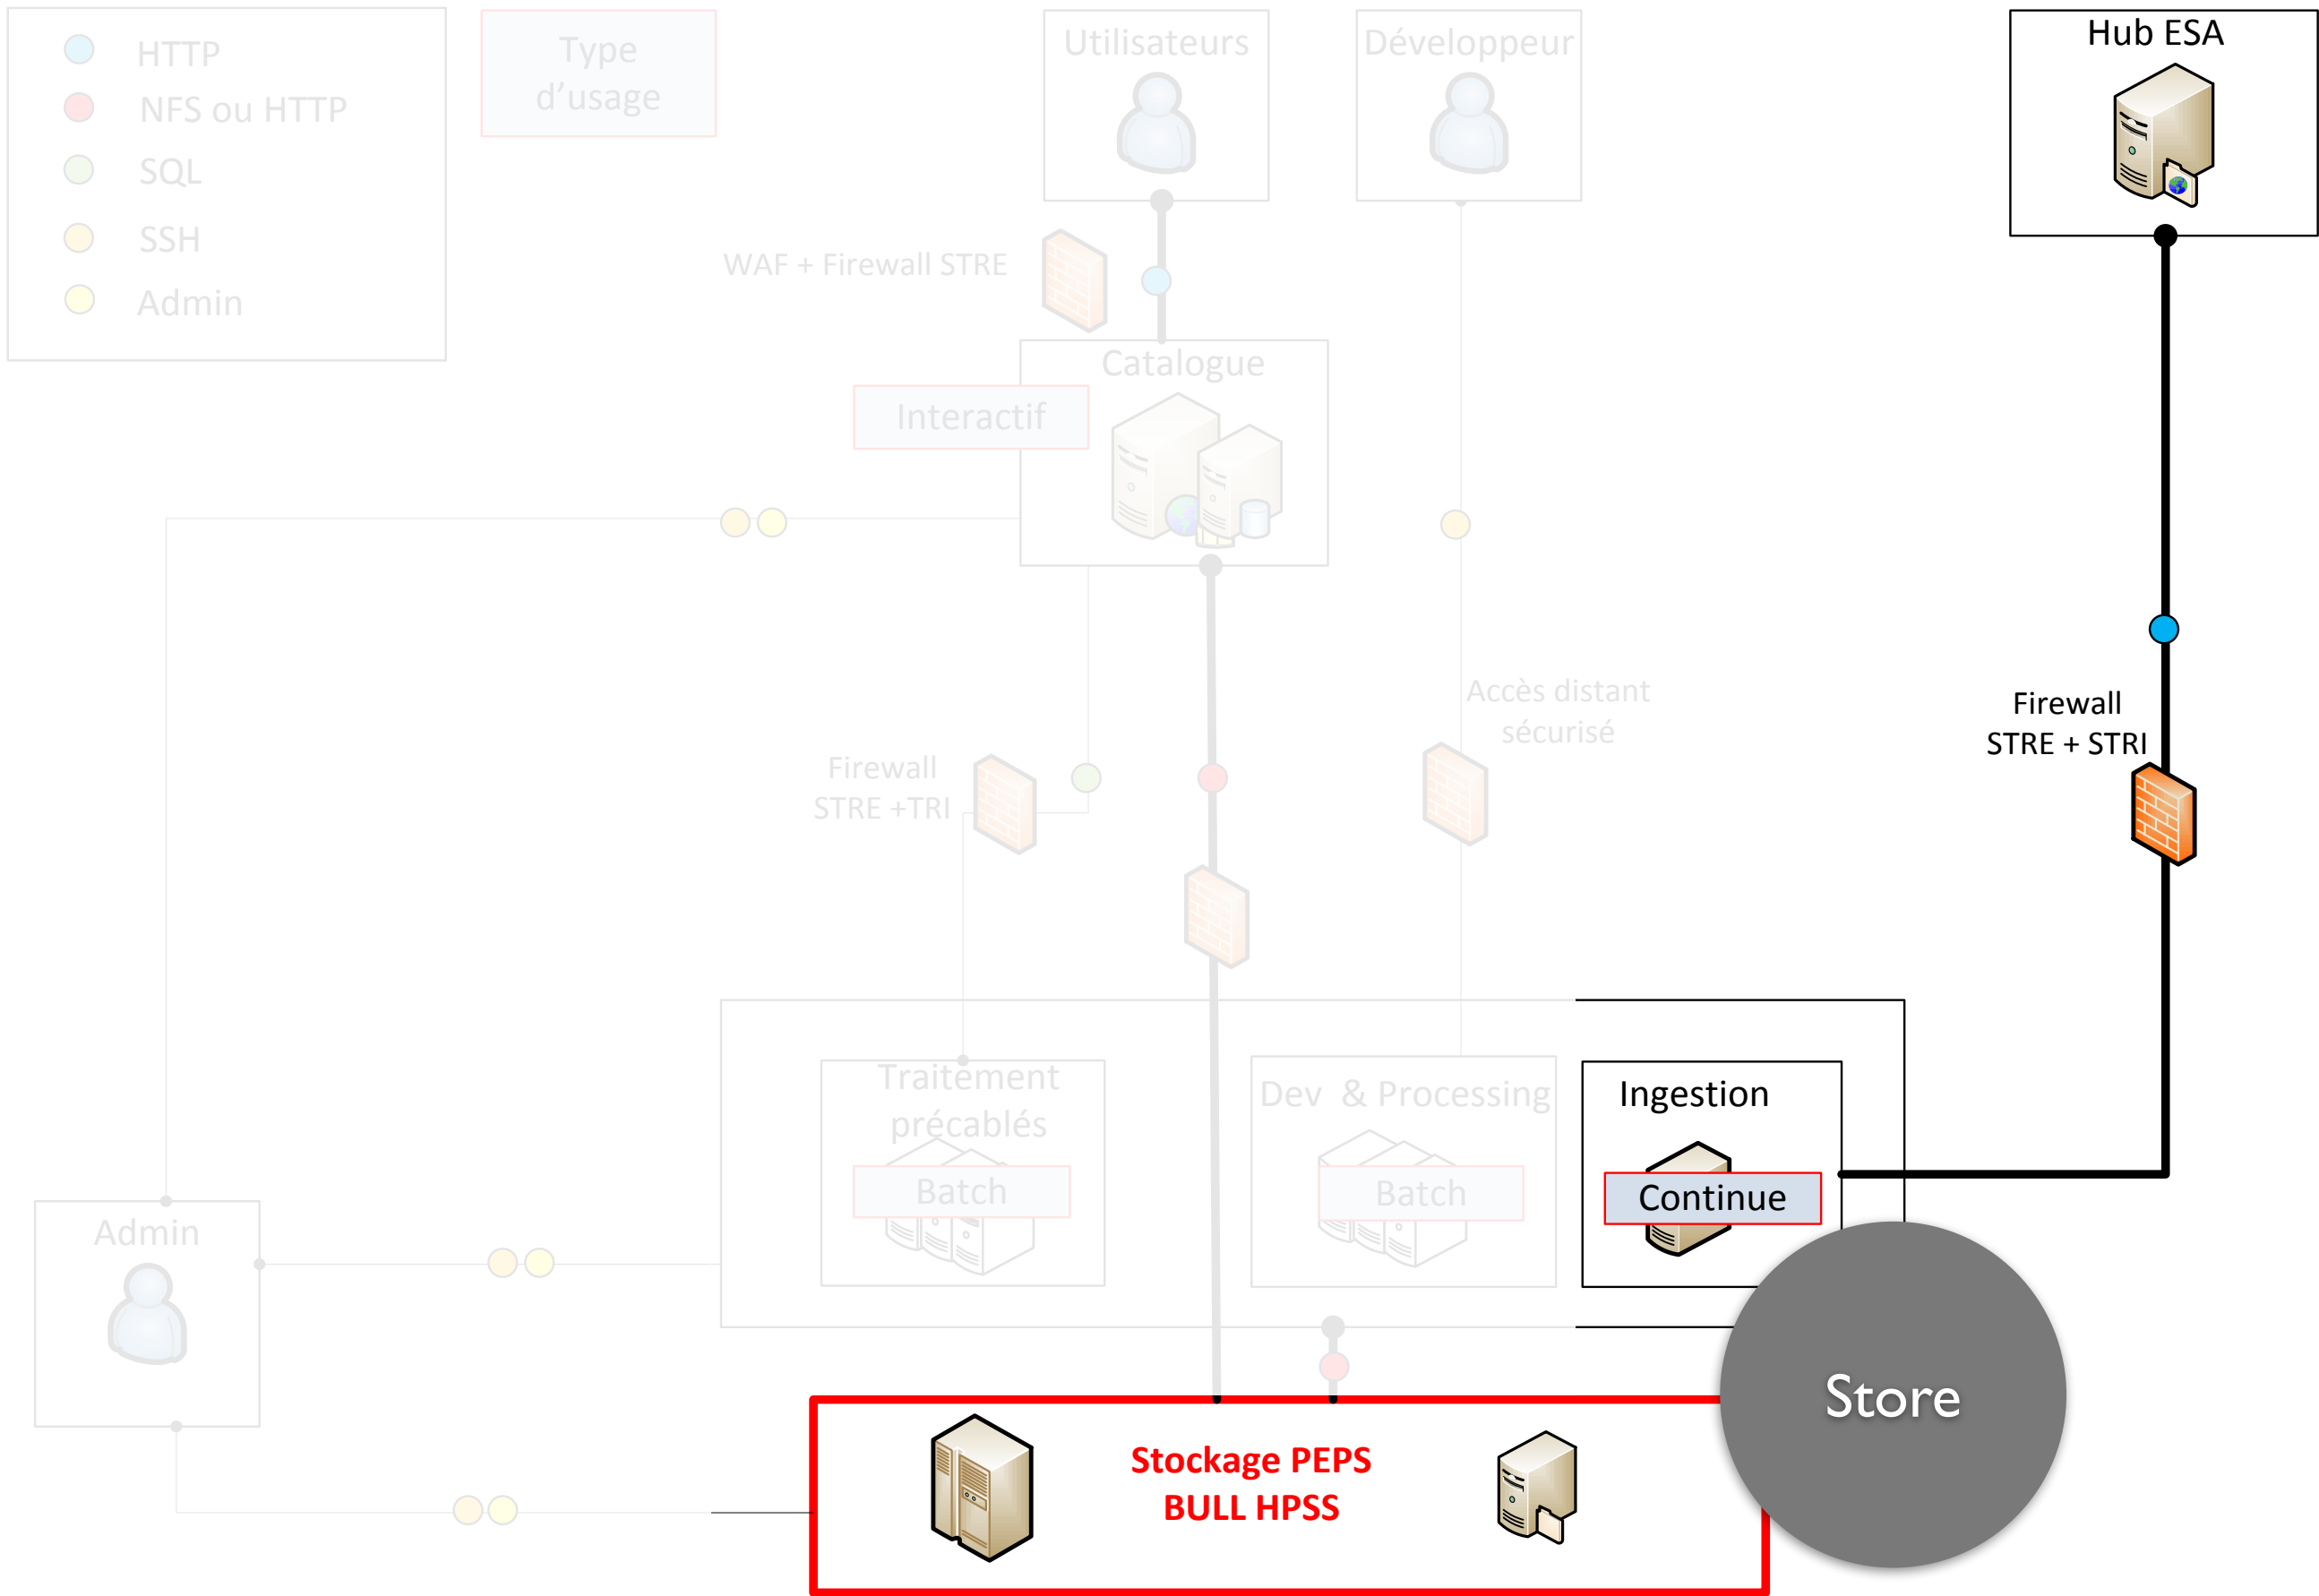 HTTP
NFS ou HTTP
SQL
SSH
Admin
Type
d’usage
Utilisateurs
Développeur
Hub ESA
WAF + Firewall STRE
Catalogue
Interactif
Accès distant
sécurisé
Firewall
STRE + STRI
Firewall
STRE +TRI
Traitement
précablés
Batch
Dev & Processing
Batch
Ingestion
Continue
Admin
Store
Stockage PEPS
BULL HPSS